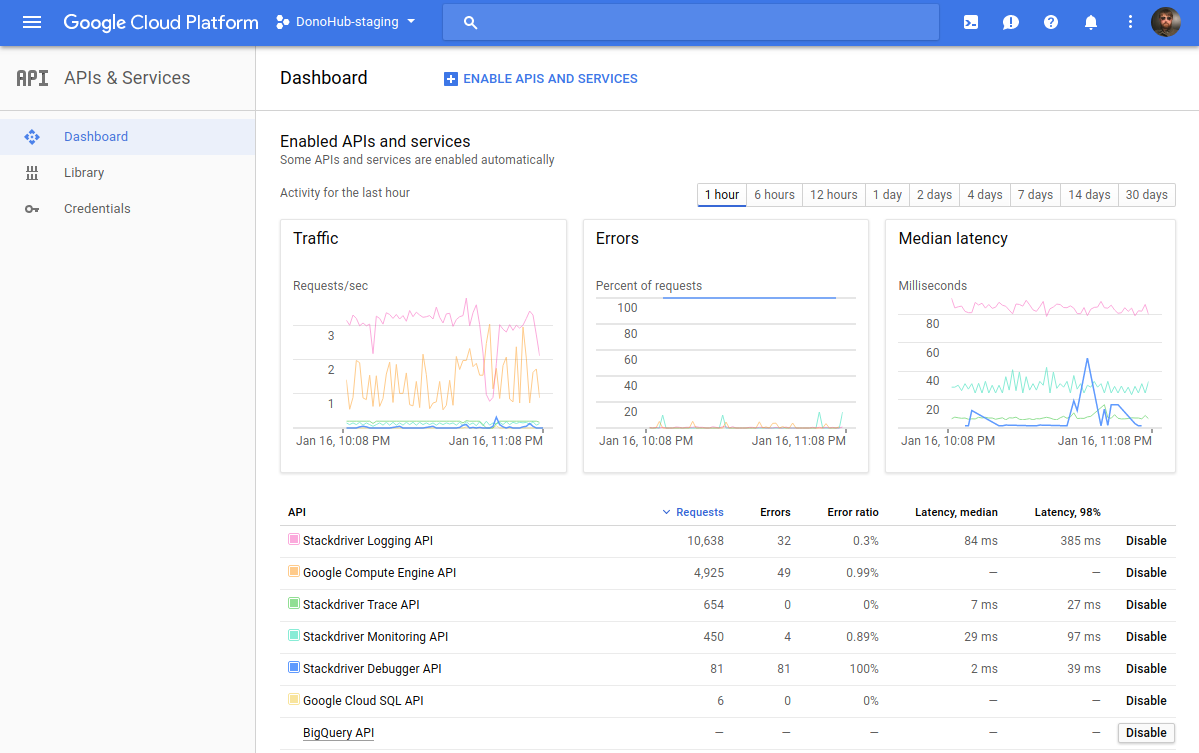 Google Cloud Platform DonoHub-staging
API APIs & Services
Dashboard
Library
Credentials
Dashboard ENABLE APIS AND SERVICES
Enabled APIs and services
Some APIs and services are enabled automatically
Activity for the last hour
1 hour 6 hours 12 hours 1 day 2 days 4 days 7 days 14 days 30 days
Traffic
Requests/sec
3
2
1
Jan 16, 10:08 PM Jan 16, 11:08 PM
Errors
Percent of requests
100
80
60
40
20
Jan 16, 10:08 PM Jan 16, 11:08 PM
Median latency
Milliseconds
80
60
40
20
Jan 16, 10:08 PM Jan 16, 11:08 PM
API Requests Errors Error ratio Latency, median Latency, 98%
Stackdriver Logging API 10,638 32 0.3% 84 ms 385 ms Disable
Google Compute Engine API 4,925 49 0.99% — — Disable
Stackdriver Trace API 654 0 0% 7 ms 27 ms Disable
Stackdriver Monitoring API 450 4 0.89% 29 ms 97 ms Disable
Stackdriver Debugger API 81 81 100% 2 ms 39 ms Disable
Google Cloud SQL API 6 0 0% — — Disable
BigQuery API — — — — — Disable